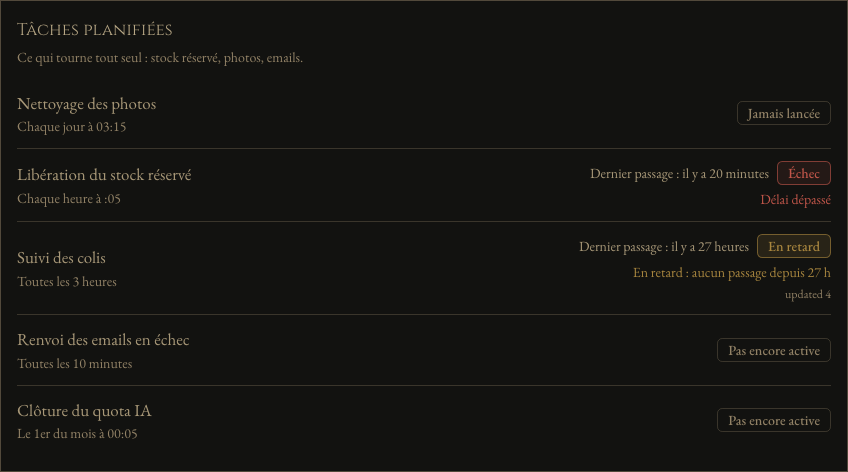 Tâches planifiées
Ce qui tourne tout seul : stock réservé, photos, emails.
Nettoyage des photos
Chaque jour à 03:15
Jamais lancée
Libération du stock réservé
Chaque heure à :05
Dernier passage : il y a 20 minutes
Échec
Délai dépassé
Suivi des colis
Toutes les 3 heures
Dernier passage : il y a 27 heures
En retard
En retard : aucun passage depuis 27 h
updated 4
Renvoi des emails en échec
Toutes les 10 minutes
Pas encore active
Clôture du quota IA
Le 1er du mois à 00:05
Pas encore active